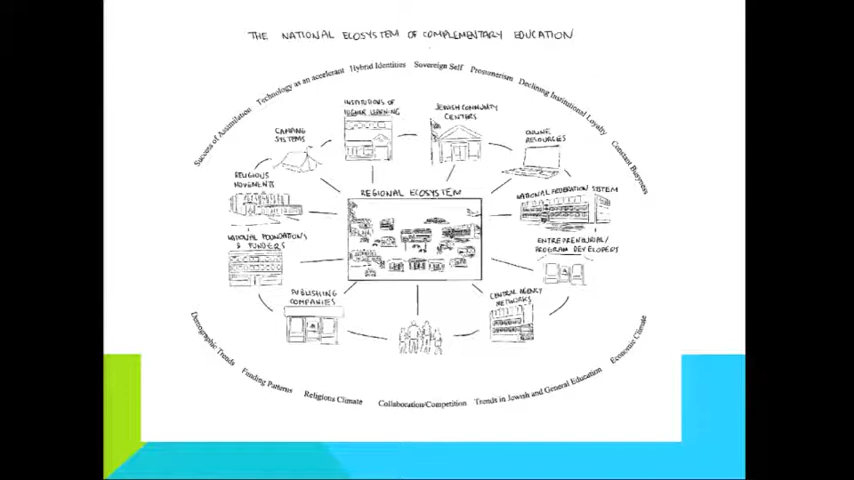 THE NATIONAL ECOSYSTEM OF COMPLEMENTARY EDUCATION
Success of Assimilation
Technology as an accelerant
Hybrid Identities
Sovereign Self
Prosumerism
Declining Institutional Loyalty
Constant Busyness
INSTITUTIONS OF
HIGHER LEARNING
JEWISH COMMUNITY
CENTERS
CAMPING
SYSTEMS
ONLINE
RESOURCES
RELIGIOUS
MOVEMENTS
REGIONAL ECOSYSTEM
NATIONAL FEDERATION SYSTEM
NATIONAL FOUNDATIONS
& FUNDERS
ENTREPRENEURIAL/
PROGRAM DEVELOPERS
PUBLISHING
COMPANIES
CENTRAL AGENCY
NETWORKS
Demographic Trends
Funding Patterns
Religious Climate
Collaboration/Competition
Trends in Jewish and General Education
Economic Climate